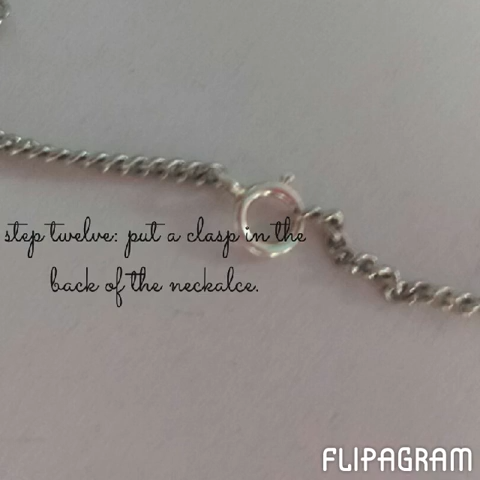 step twelve: put a clasp in the
back of the neckalce.
FLIPAGRAM